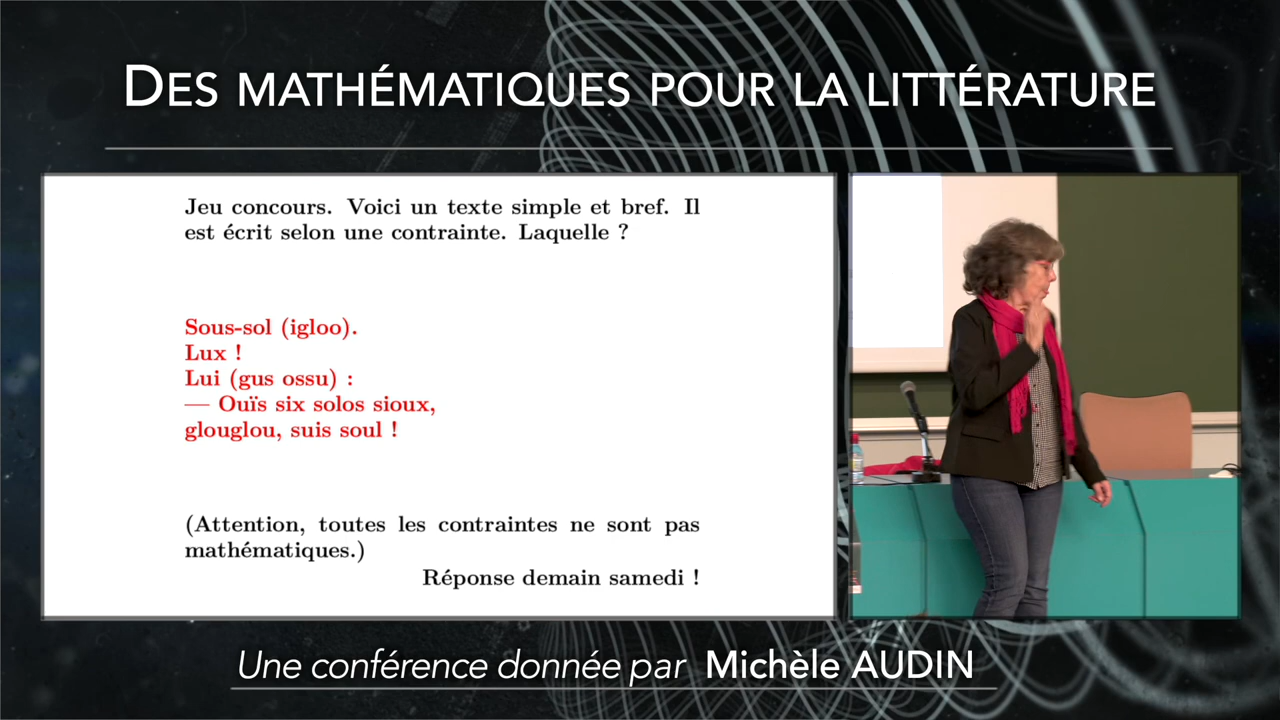 DES MATHÉMATIQUES POUR LA LITTÉRATURE
Jeu concours. Voici un texte simple et bref. Il
est écrit selon une contrainte. Laquelle ?
Sous-sol (igloo).
Lux !
Lui (gus ossu) :
— Ouïs six solos sioux,
glouglou, suis soul !
(Attention, toutes les contraintes ne sont pas
mathématiques.)
Réponse demain samedi !
Une conférence donnée par Michèle AUDIN